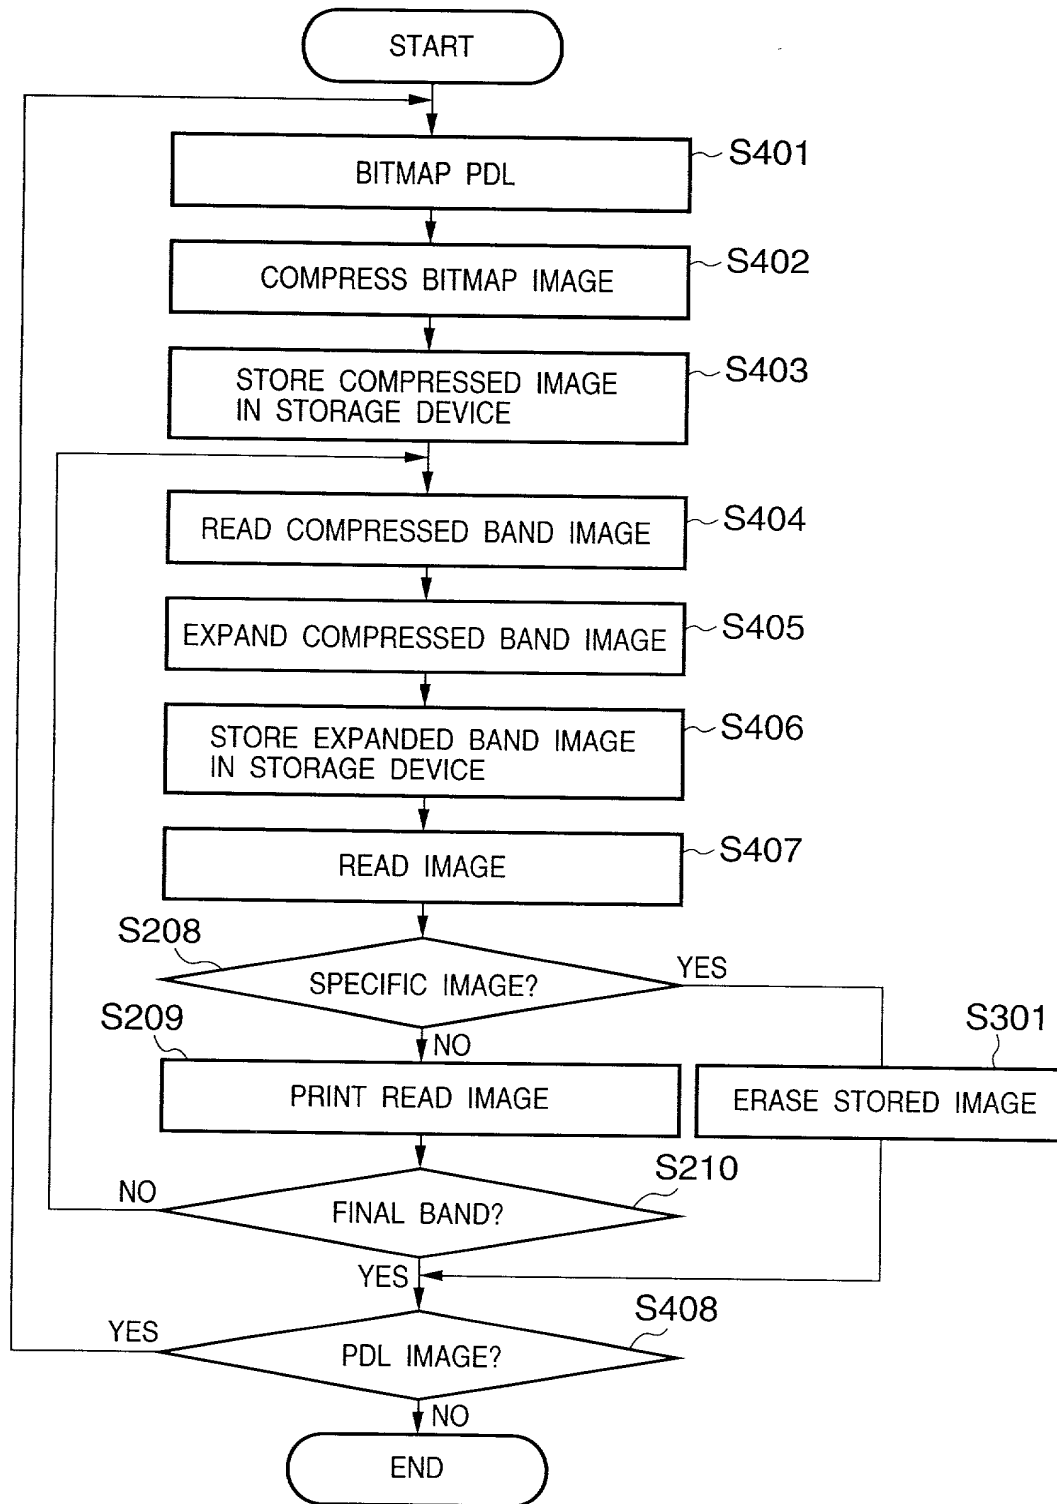 START
BITMAP PDL
S401
COMPRESS BITMAP IMAGE
S402
STORE COMPRESSED IMAGE
IN STORAGE DEVICE
S403
READ COMPRESSED BAND IMAGE
S404
EXPAND COMPRESSED BAND IMAGE
S405
STORE EXPANDED BAND IMAGE
IN STORAGE DEVICE
S406
READ IMAGE
S407
S208
SPECIFIC IMAGE?
YES
NO
S209
PRINT READ IMAGE
S301
ERASE STORED IMAGE
S210
FINAL BAND?
NO
YES
S408
PDL IMAGE?
YES
NO
END